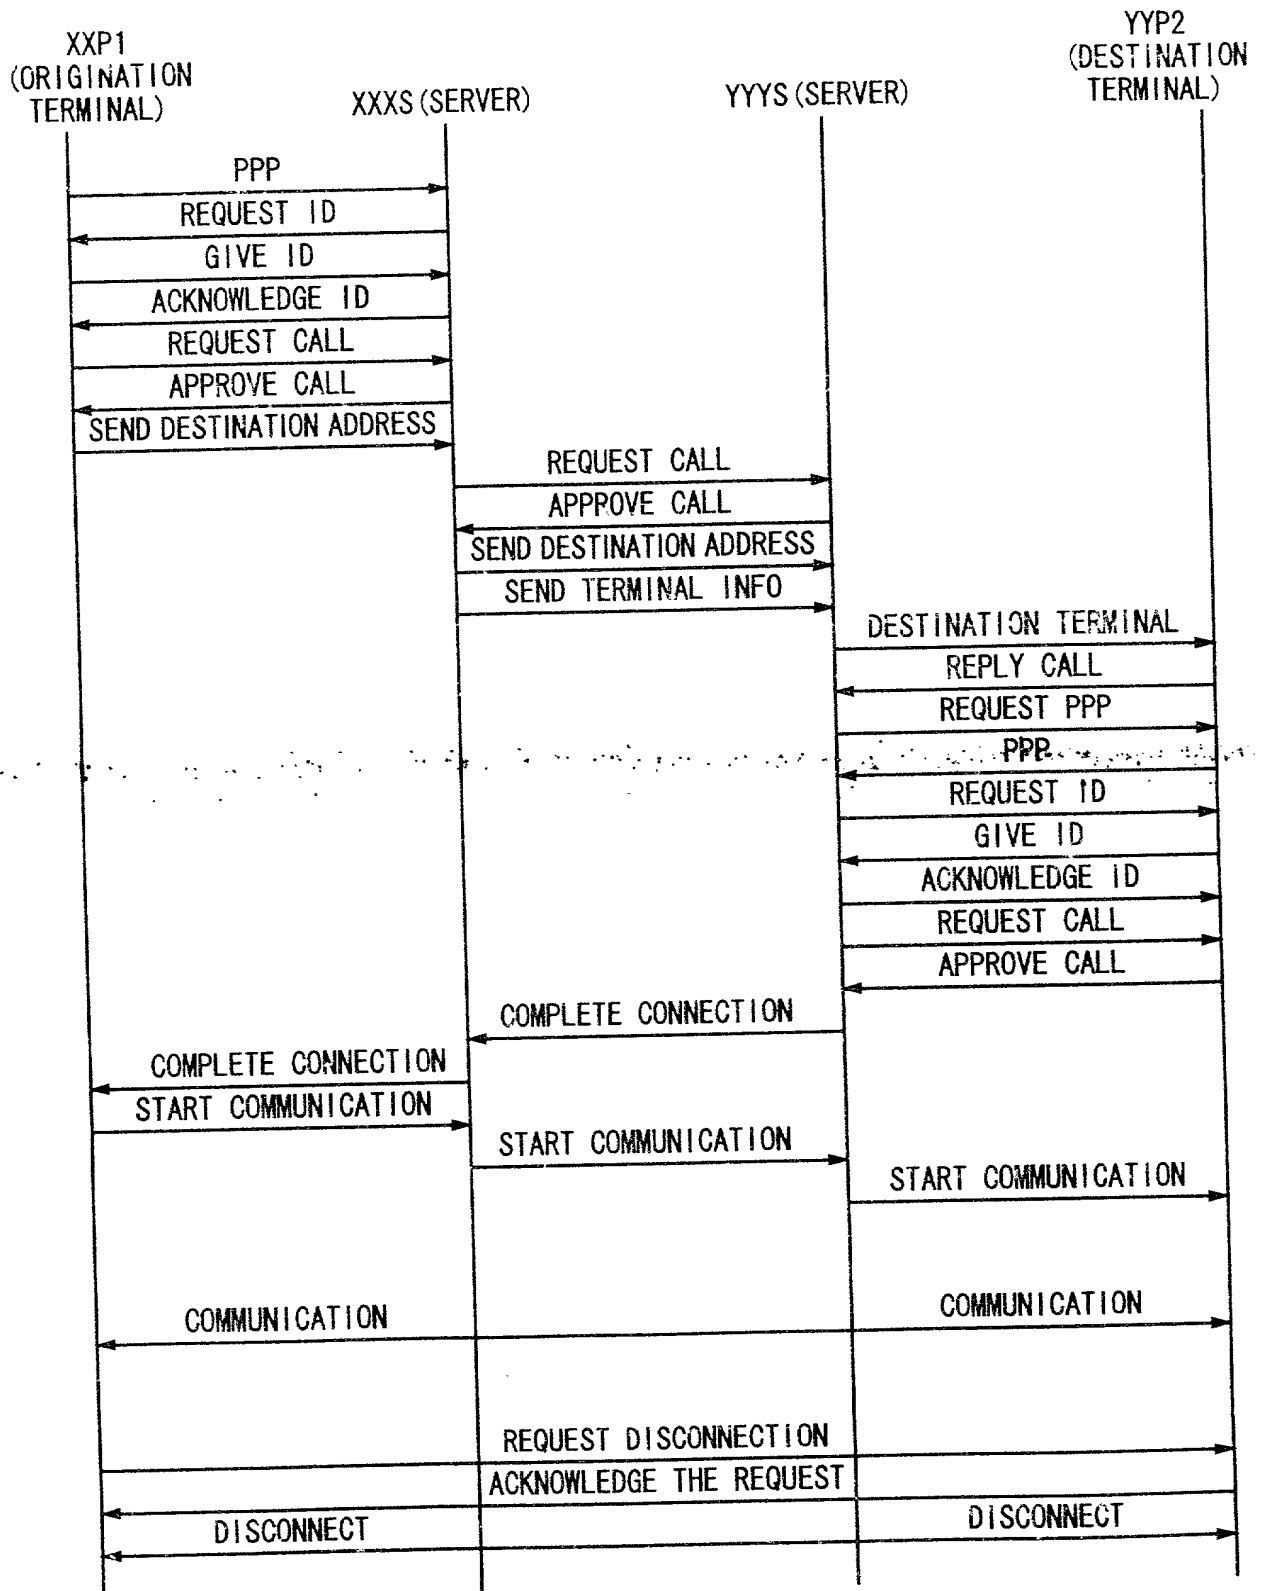 XXP1
(ORIGINATION
TERMINAL)
XXXS(SERVER)
YYYS(SERVER)
YYP2
(DESTINATION
TERMINAL)
PPP
REQUEST ID
GIVE ID
ACKNOWLEDGE ID
REQUEST CALL
APPROVE CALL
SEND DESTINATION ADDRESS
REQUEST CALL
APPROVE CALL
SEND DESTINATION ADDRESS
SEND TERMINAL INFO
DESTINATION TERMINAL
REPLY CALL
REQUEST PPP
PPP
REQUEST ID
GIVE ID
ACKNOWLEDGE ID
REQUEST CALL
APPROVE CALL
COMPLETE CONNECTION
COMPLETE CONNECTION
START COMMUNICATION
START COMMUNICATION
START COMMUNICATION
COMMUNICATION
COMMUNICATION
REQUEST DISCONNECTION
ACKNOWLEDGE THE REQUEST
DISCONNECT
DISCONNECT